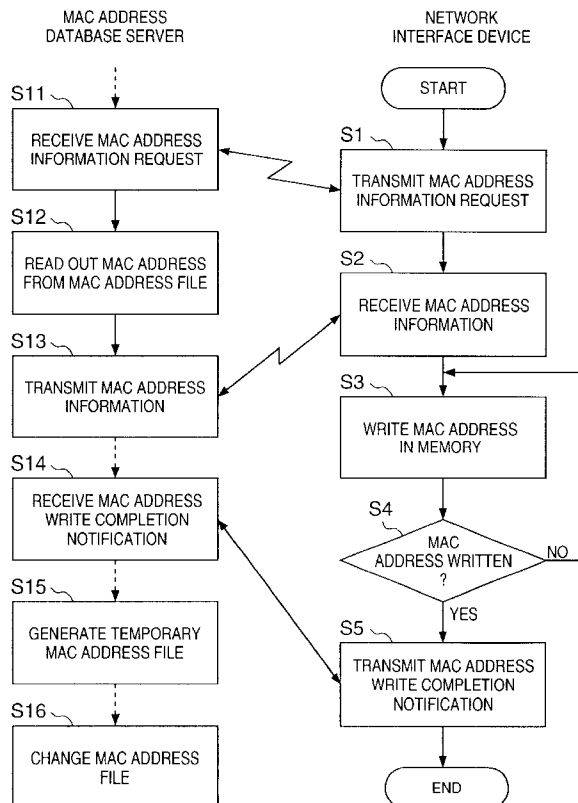 MAC ADDRESS
DATABASE SERVER
S11
RECEIVE MAC ADDRESS
INFORMATION REQUEST
S12
READ OUT MAC ADDRESS
FROM MAC ADDRESS FILE
S13
TRANSMIT MAC ADDRESS
INFORMATION
S14
RECEIVE MAC ADDRESS
WRITE COMPLETION
NOTIFICATION
S15
GENERATE TEMPORARY
MAC ADDRESS FILE
S16
CHANGE MAC ADDRESS
FILE
NETWORK
INTERFACE DEVICE
START
S1
TRANSMIT MAC ADDRESS
INFORMATION REQUEST
S2
RECEIVE MAC ADDRESS
INFORMATION
S3
WRITE MAC ADDRESS
IN MEMORY
S4
MAC
ADDRESS WRITTEN
?
NO
YES
S5
TRANSMIT MAC ADDRESS
WRITE COMPLETION
NOTIFICATION
END